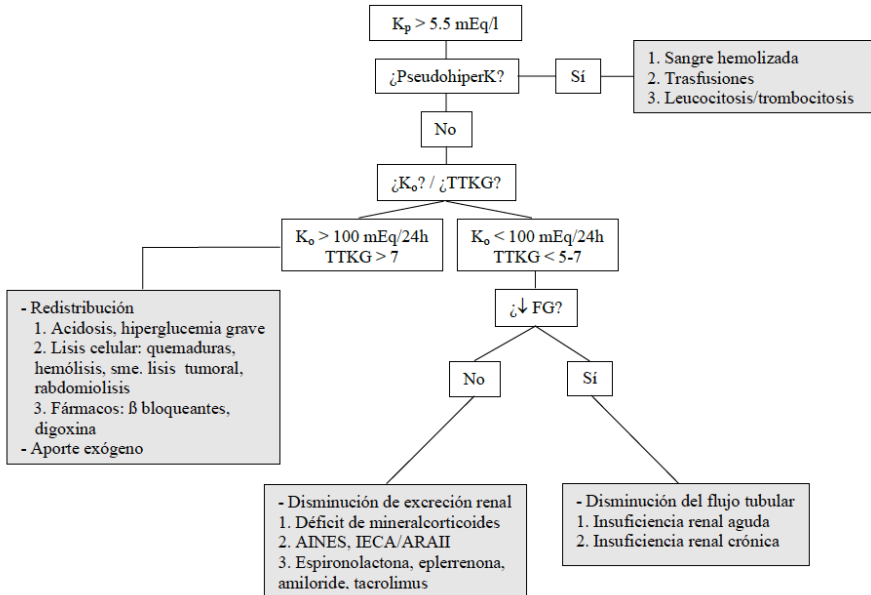 Kp > 5.5 mEq/l
¿PseudohiperK?
Sí
1. Sangre hemolizada
2. Trasfusiones
3. Leucocitosis/trombocitosis
No
¿Ko? / ¿TTKG?
Ko > 100 mEq/24h
TTKG > 7
Ko < 100 mEq/24h
TTKG < 5-7
- Redistribución
1. Acidosis, hiperglucemia grave
2. Lisis celular: quemaduras,
hemólisis, sme. lisis tumoral,
rabdomiolisis
3. Fármacos: ß bloqueantes,
digoxina
- Aporte exógeno
¿↓ FG?
No
Sí
- Disminución de excreción renal
1. Déficit de mineralcorticoides
2. AINES, IECA/ARAII
3. Espironolactona, eplerrenona,
amiloride, tacrolimus
- Disminución del flujo tubular
1. Insuficiencia renal aguda
2. Insuficiencia renal crónica